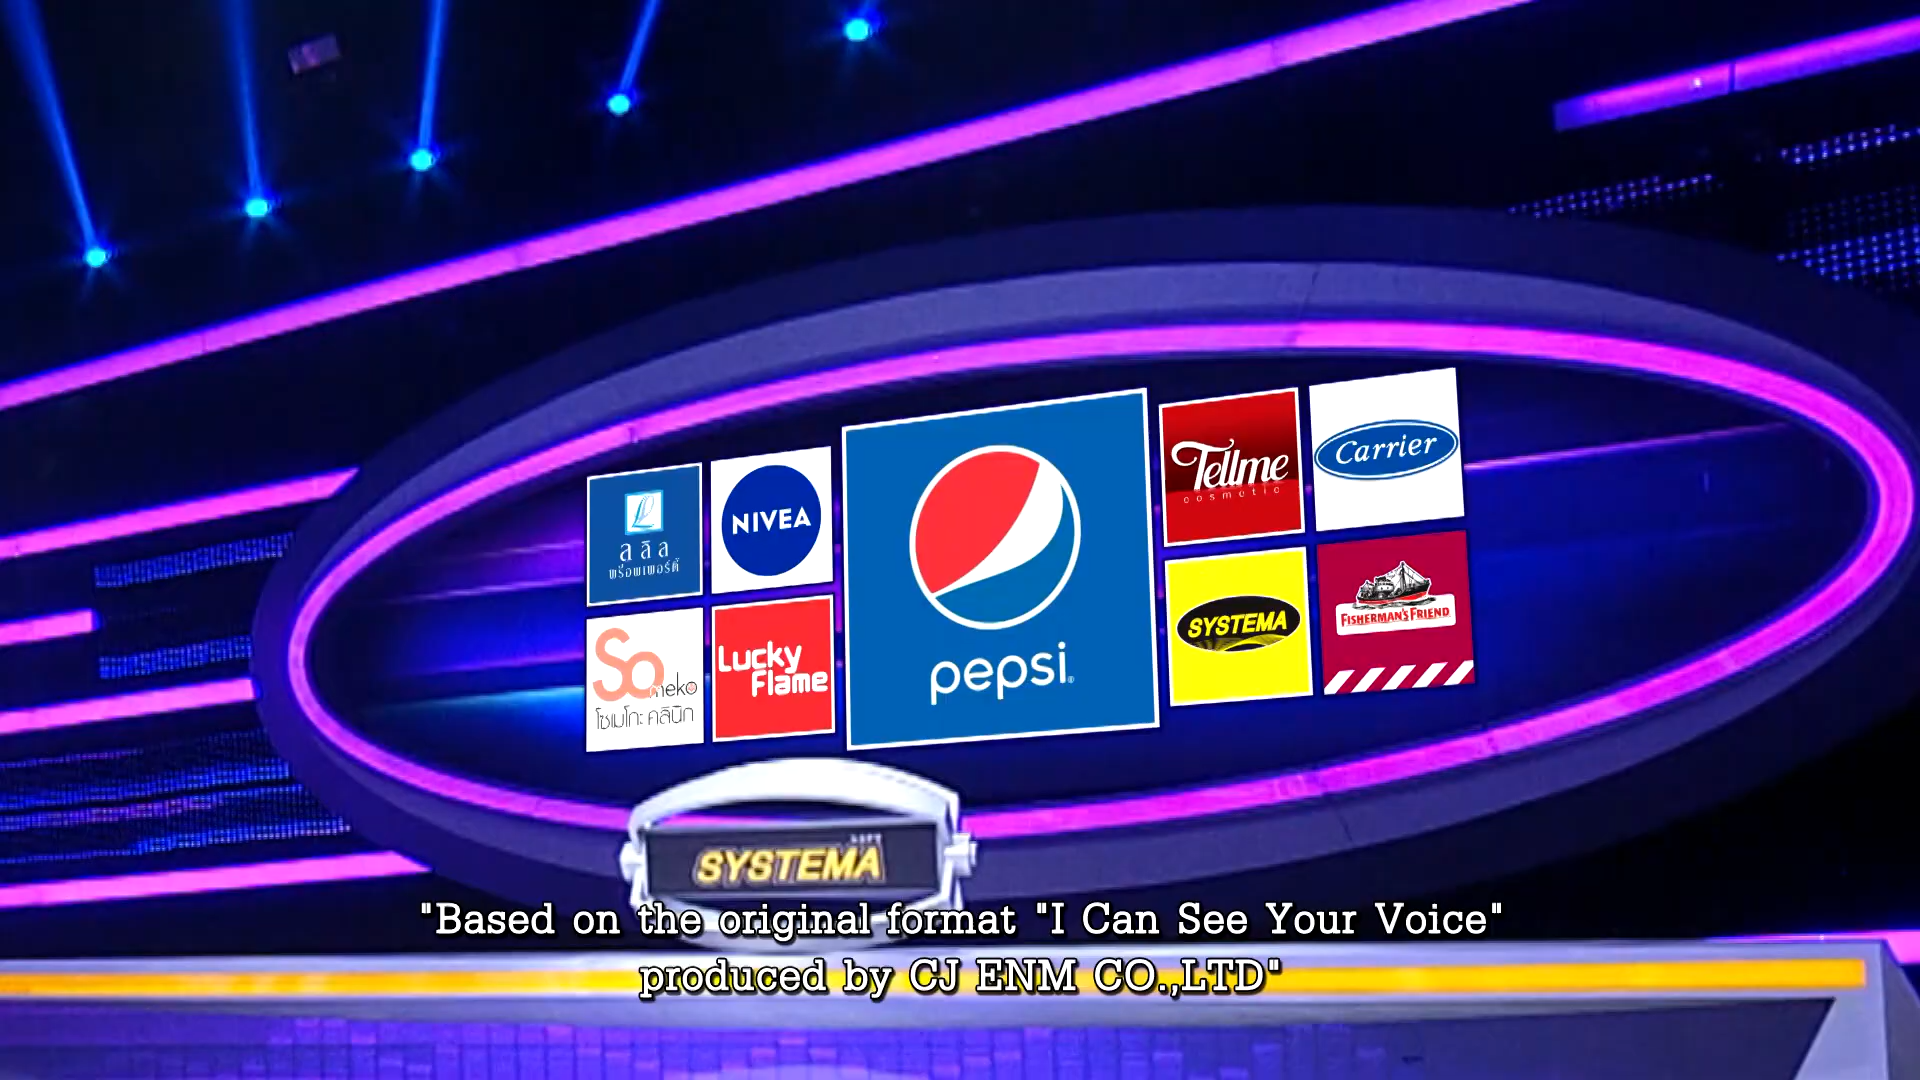 ลลิล
พร็อพเพอร์ตี้
NIVEA
So
meko
โซเมโกะ คลินิก
Lucky
Flame
pepsi
Tellme
cosmetic
Carrier
SYSTEMA
FISHERMAN'S FRIEND
SYSTEMA
"Based on the original format "I Can See Your Voice"
produced by CJ ENM CO.,LTD"